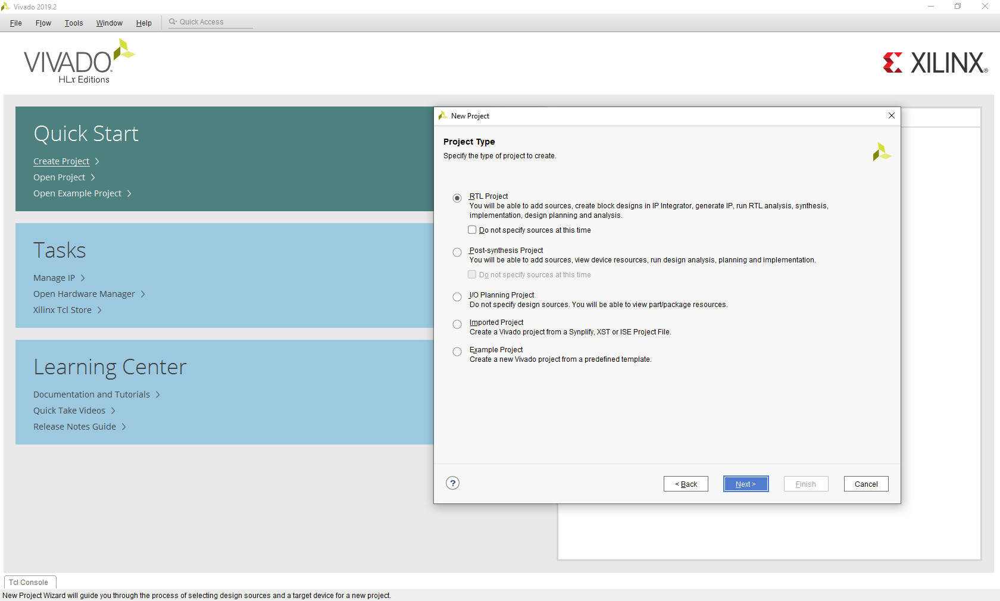 Vivado 2019.2
File Flow Tools Window Help Quick Access
VIVADO.
HLx Editions
XILINX®
Quick Start
Create Project
Open Project
Open Example Project
Tasks
Manage IP
Open Hardware Manager
Xilinx Tcl Store
Learning Center
Documentation and Tutorials
Quick Take Videos
Release Notes Guide
New Project
Project Type
Specify the type of project to create.
RTL Project
You will be able to add sources, create block designs in IP Integrator, generate IP, run RTL analysis, synthesis,
implementation, design planning and analysis.
Do not specify sources at this time
Post-synthesis Project
You will be able to add sources, view device resources, run design analysis, planning and implementation.
Do not specify sources at this time
I/O Planning Project
Do not specify design sources. You will be able to view part/package resources.
Imported Project
Create a Vivado project from a Synplify, XST or ISE Project File.
Example Project
Create a new Vivado project from a predefined template.
? < Back Next > Finish Cancel
Tcl Console
New Project Wizard will guide you through the process of selecting design sources and a target device for a new project.